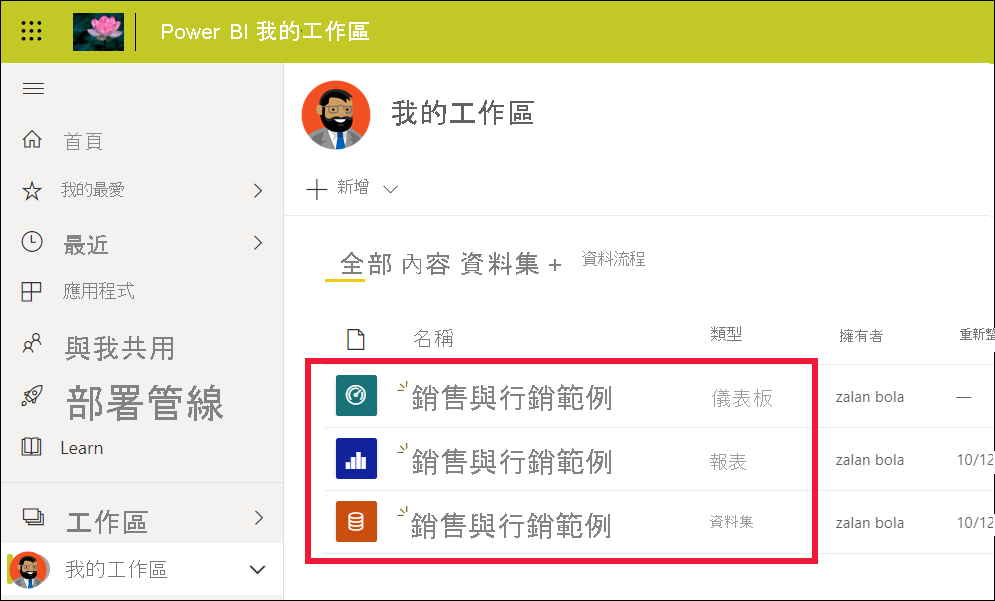 Power BI 我的工作區
首頁
我的最愛
最近
應用程式
與我共用
部署管線
Learn
工作區
我的工作區
我的工作區
新增
全部 內容 資料集 + 資料流程
名稱 類型 擁有者 重新整
銷售與行銷範例 儀表板 zalan bola —
銷售與行銷範例 報表 zalan bola 10/12
銷售與行銷範例 資料集 zalan bola 10/12